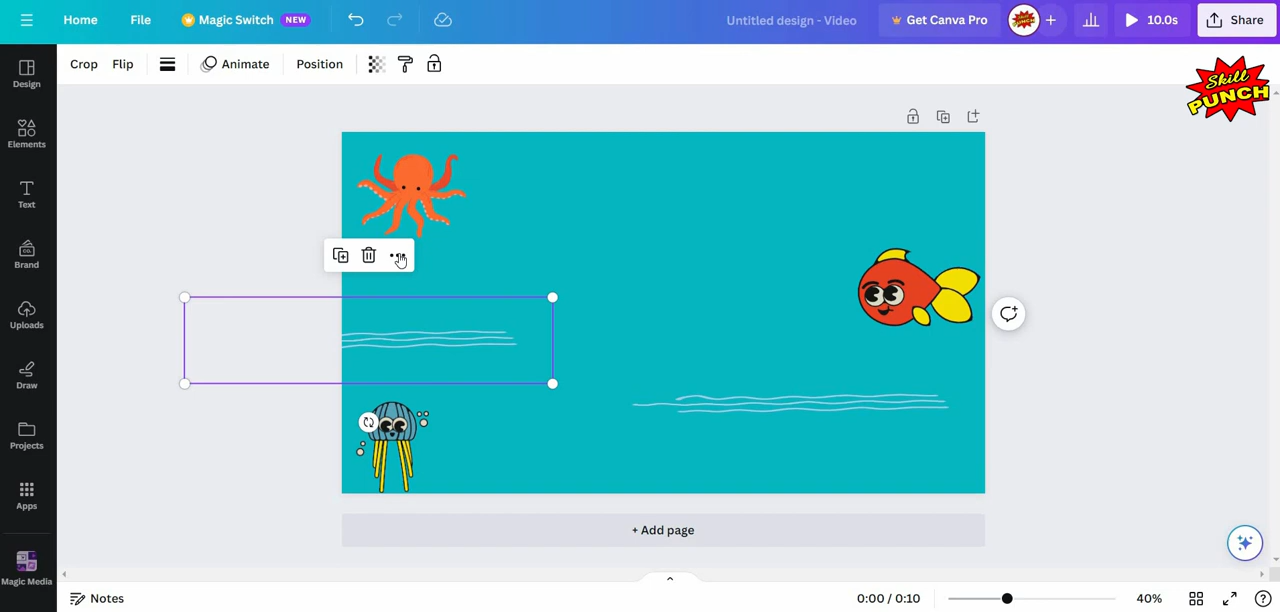 Home File Magic Switch NEW Untitled design - Video Get Canva Pro 10.0s Share
Crop Flip Animate Position
Skill
PUNCH
Design
Elements
Text
CO.
Brand
Uploads
Draw
Projects
Apps
Magic Media
+ Add page
Notes 0:00 / 0:10 40%